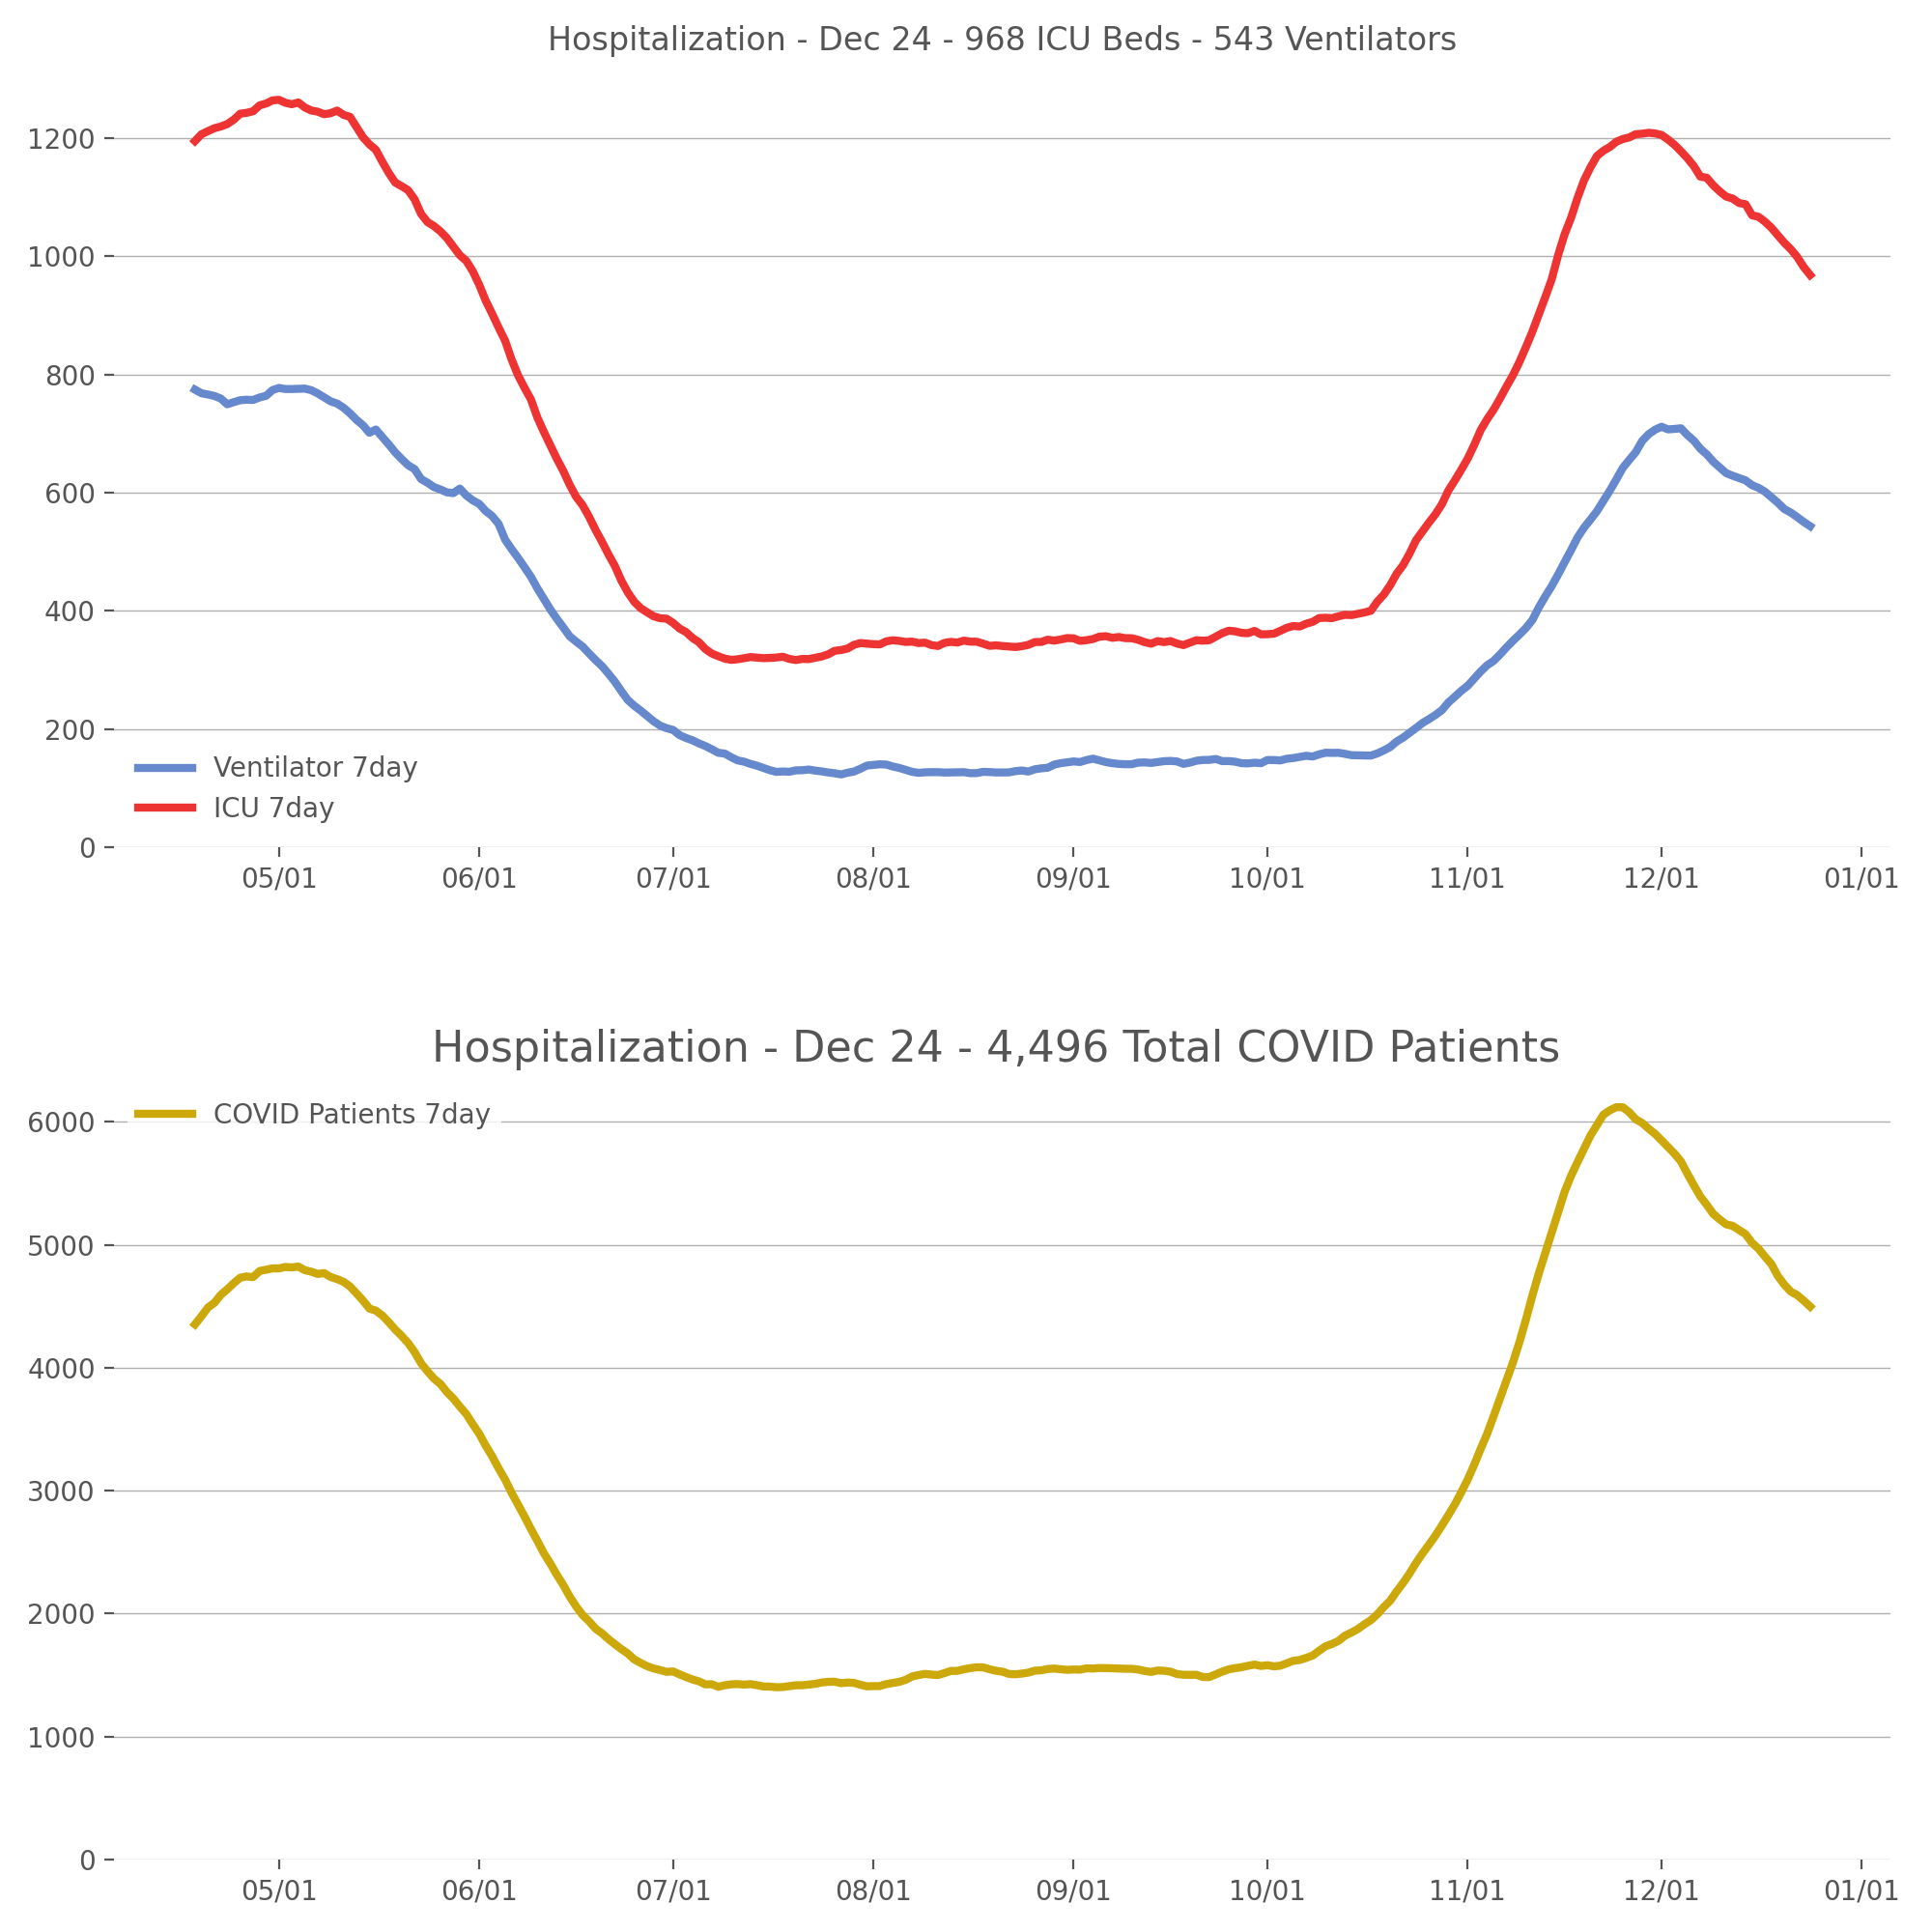 Hospitalization - Dec 24 - 968 ICU Beds - 543 Ventilators
1200
1000
800
600
400
200
0
Ventilator 7day
ICU 7day
05/01 06/01 07/01 08/01 09/01 10/01 11/01 12/01 01/01
Hospitalization - Dec 24 - 4,496 Total COVID Patients
COVID Patients 7day
6000
5000
4000
3000
2000
1000
0
05/01 06/01 07/01 08/01 09/01 10/01 11/01 12/01 01/01